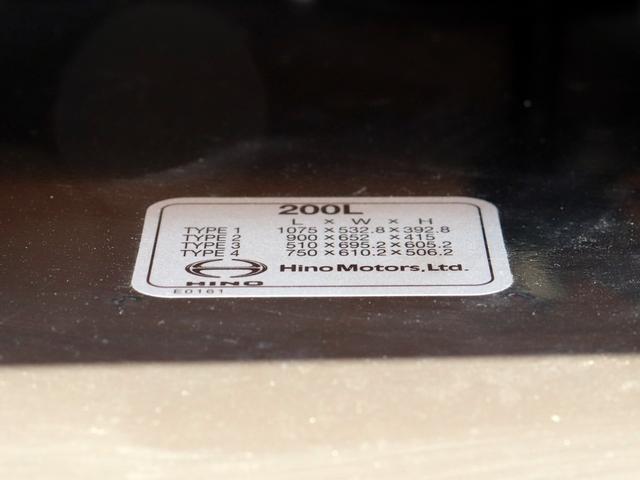 200L
L x W x H
TYPE 1 1075 x 532.8 x 392.8
TYPE 2 900 x 652 x 415
TYPE 3 510 x 695.2 x 605.2
TYPE 4 750 x 610.2 x 506.2
HINO Hino Motors, Ltd.
E0161